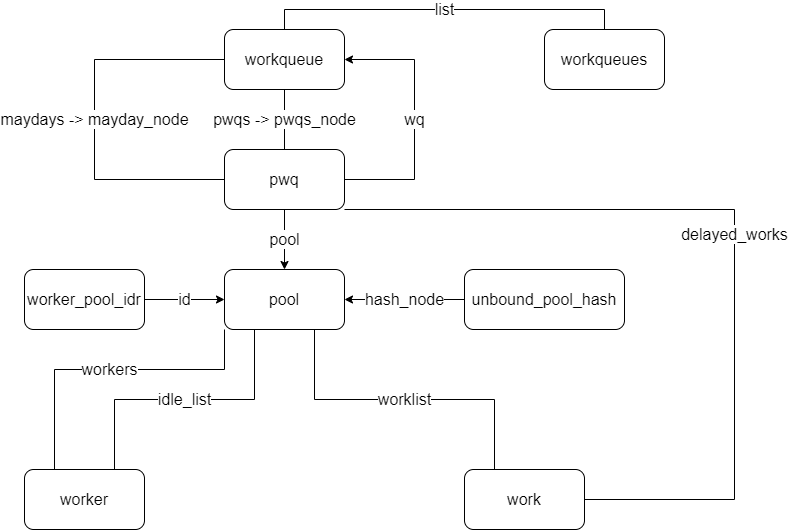 list
workqueue
workqueues
maydays -> mayday_node
pwqs -> pwqs_node
wq
pwq
delayed_works
pool
worker_pool_idr
id
pool
hash_node
unbound_pool_hash
workers
idle_list
worklist
worker
work